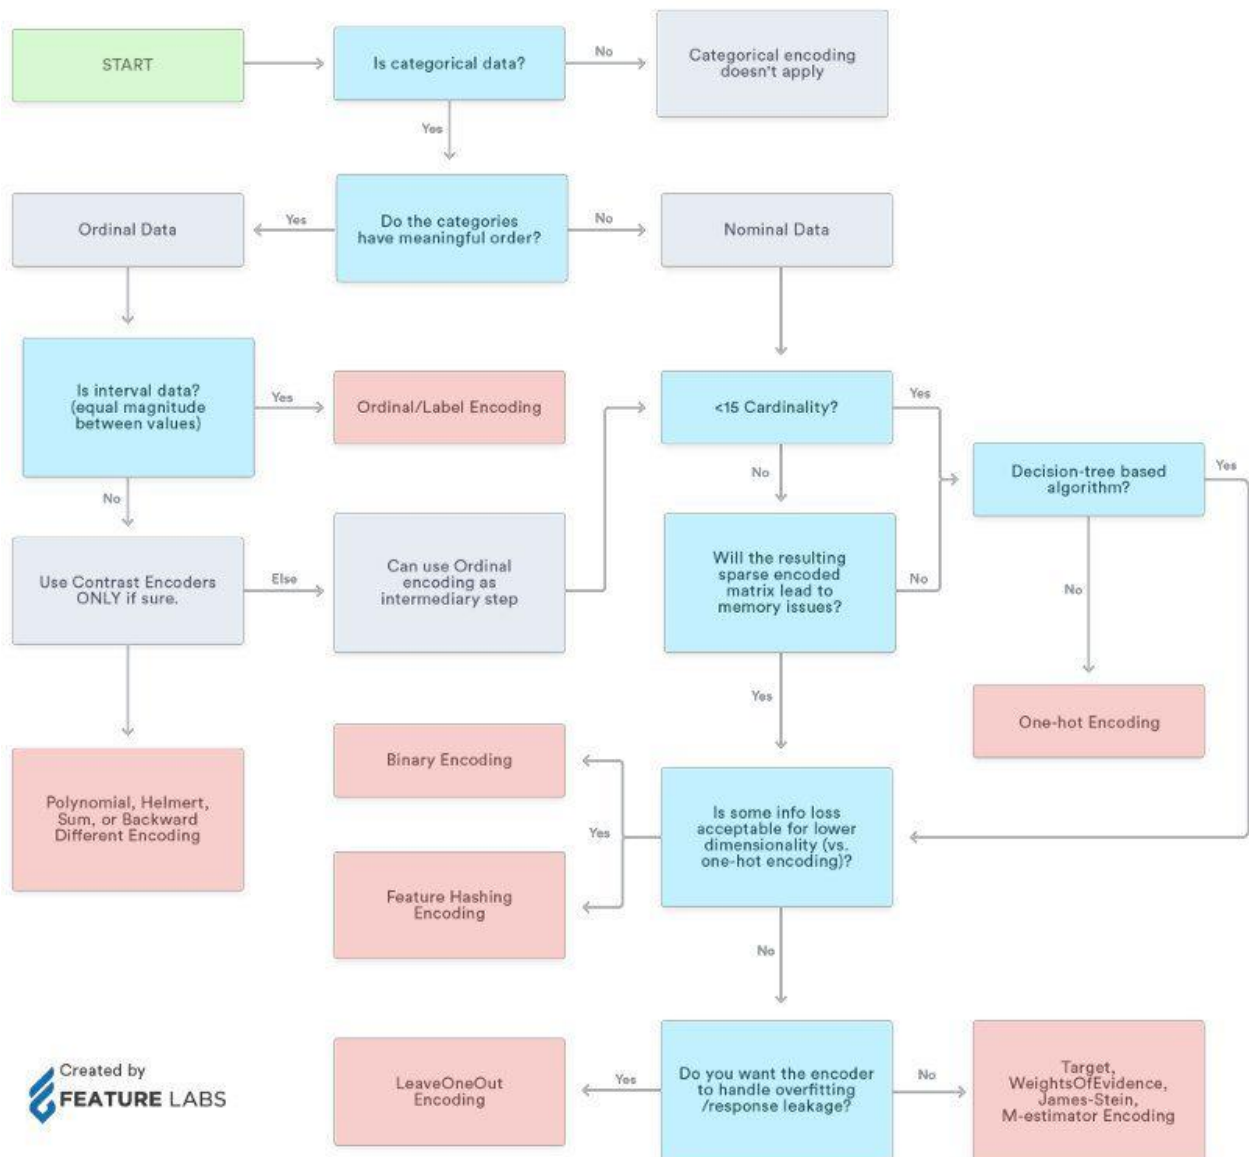 START
Is categorical data?
No
Categorical encoding
doesn't apply
Yes
Ordinal Data
Yes
Do the categories
have meaningful order?
No
Nominal Data
Is interval data?
(equal magnitude
between values)
Yes
Ordinal/Label Encoding
<15 Cardinality?
Yes
No
Decision-tree based
algorithm?
Yes
No
Use Contrast Encoders
ONLY if sure.
Else
Can use Ordinal
encoding as
intermediary step
Will the resulting
sparse encoded
matrix lead to
memory issues?
No
No
Yes
One-hot Encoding
Polynomial, Helmert,
Sum, or Backward
Different Encoding
Binary Encoding
Is some info loss
acceptable for lower
dimensionality (vs.
one-hot encoding)?
Yes
Feature Hashing
Encoding
No
Created by
FEATURE LABS
LeaveOneOut
Encoding
Yes
Do you want the encoder
to handle overfitting
/response leakage?
No
Target,
WeightsOfEvidence,
James-Stein,
M-estimator Encoding